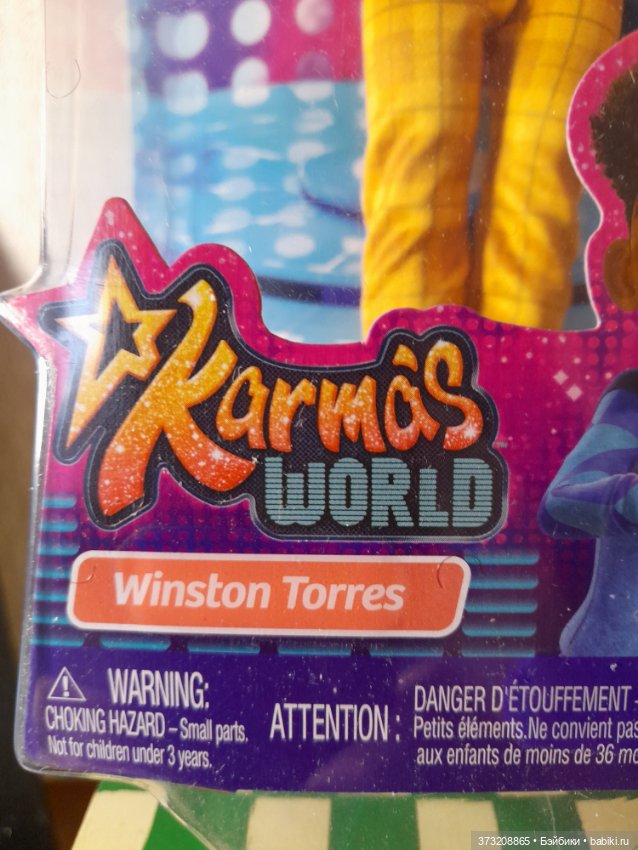 Karma's
WORLD
Winston Torres
WARNING:
CHOKING HAZARD – Small parts.
Not for children under 3 years.
ATTENTION :
DANGER D'ÉTOUFFEMENT -
Petits éléments. Ne convient pas
aux enfants de moins de 36 mo
373208865 • Бэйбики • babiki.ru